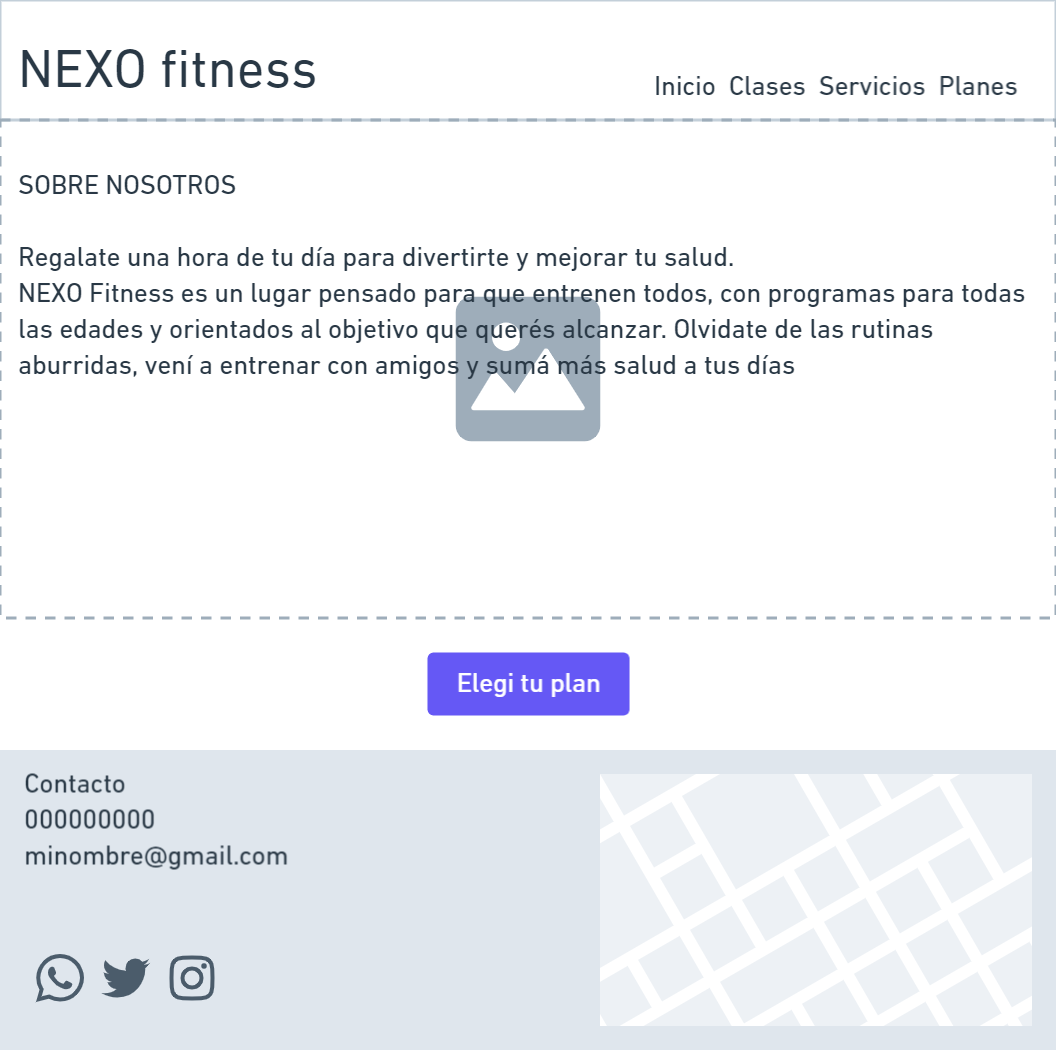 NEXO fitness
Inicio Clases Servicios Planes
SOBRE NOSOTROS
Regalate una hora de tu día para divertirte y mejorar tu salud.
NEXO Fitness es un lugar pensado para que entrenen todos, con programas para todas
las edades y orientados al objetivo que querés alcanzar. Olvidate de las rutinas
aburridas, vení a entrenar con amigos y sumá más salud a tus días
Elegi tu plan
Contacto
000000000
minombre@gmail.com